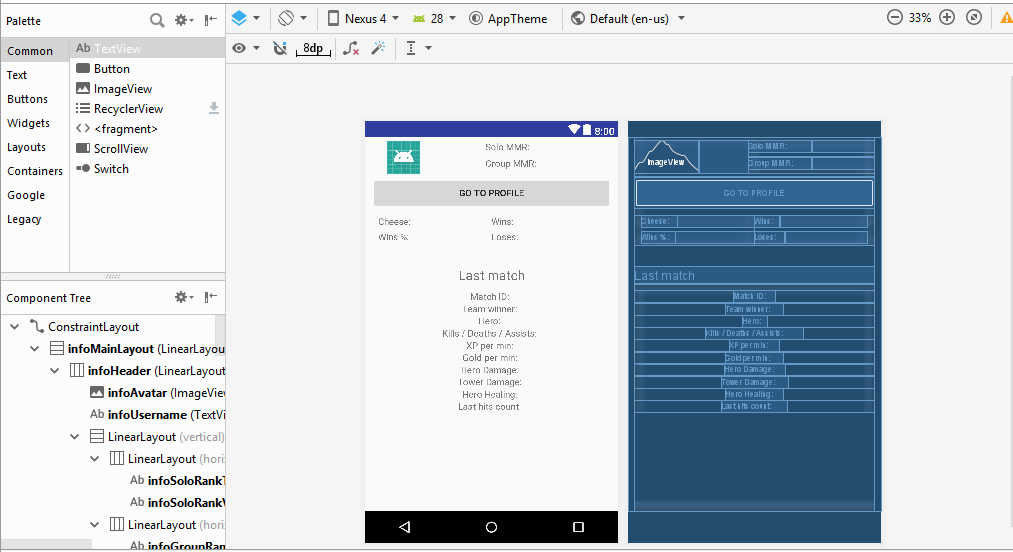 Palette
Common
Text
Buttons
Widgets
Layouts
Containers
Google
Legacy
Ab TextView
Button
ImageView
RecyclerView
<fragment>
ScrollView
Switch
Nexus 4
28
AppTheme
Default (en-us)
33%
8dp
8:00
Solo MMR:
Group MMR:
GO TO PROFILE
Cheese: Wins:
Wins %: Loses:
Last match
Match ID:
Team winner:
Hero:
Kills / Deaths / Assists:
XP per min:
Gold per min:
Hero Damage:
Tower Damage:
Hero Healing:
Last hits count
ImageView
Solo MMR:
Group MMR:
GO TO PROFILE
Cheese: Wins:
Wins %: Loses:
Last match
Match ID:
Team winner:
Hero:
Kills / Deaths / Assists:
XP per min:
Gold per min:
Hero Damage:
Tower Damage:
Hero Healing:
Last hits count
Component Tree
ConstraintLayout
infoMainLayout (LinearLayou
infoHeader (LinearLayout
infoAvatar (ImageView
Ab infoUsername (TextVi
LinearLayout (vertical)
LinearLayout (hori
Ab infoSoloRankT
Ab infoSoloRankV
LinearLayout (hori
Ab infoGroupRan